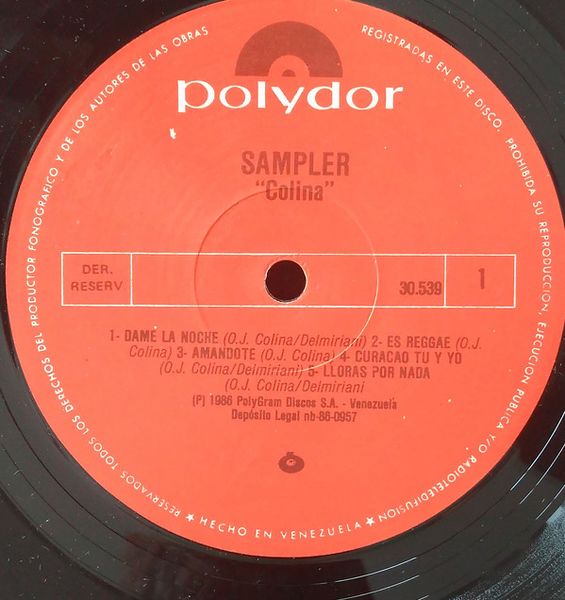 polydor
SAMPLER
"Colina"
DER.
RESERV
30.539
1
1- DAME LA NOCHE (O.J. Colina/Delmiriani) 2- ES REGGAE (O.J.
Colina) 3- AMANDOTE (O.J. Colina) 4- CURACAO TU Y YO
(O.J. Colina/Delmiriani) 5- LLORAS POR NADA
(O.J. Colina/Delmiriani
(P) 1986 PolyGram Discos S.A. - Venezuela
Depósito Legal nb-86-0957
RESERVADOS TODOS LOS DERECHOS DEL PRODUCTOR FONOGRAFICO Y DE LOS AUTORES DE LAS OBRAS
REGISTRADAS EN ESTE DISCO. PROHIBIDA SU REPRODUCCION, EJECUCION PUBLICA Y/O RADIOTELEDIFUSION
★ HECHO EN VENEZUELA ★